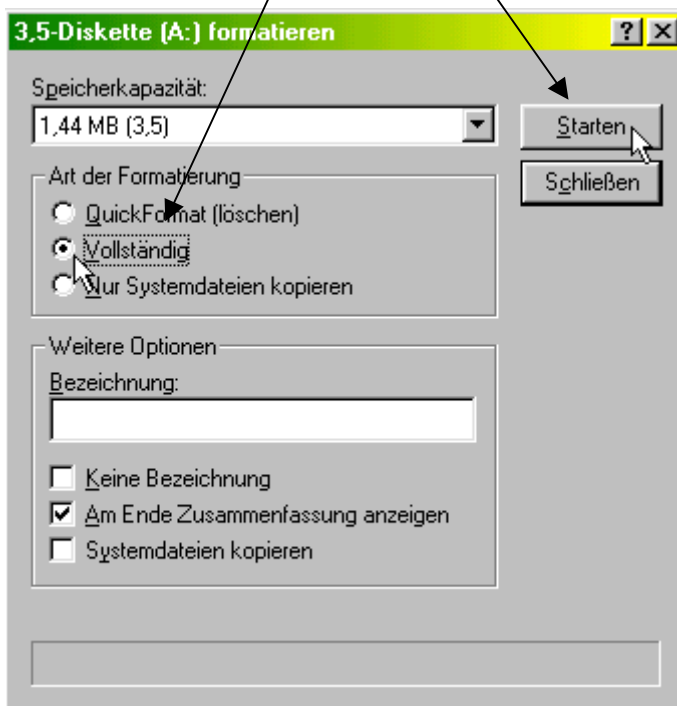 3,5-Diskette (A:) formatieren
Speicherkapazität:
1,44 MB (3,5)
Starten
Schließen
Art der Formatierung
QuickFormat (löschen)
Vollständig
Nur Systemdateien kopieren
Weitere Optionen
Bezeichnung:
Keine Bezeichnung
Am Ende Zusammenfassung anzeigen
Systemdateien kopieren